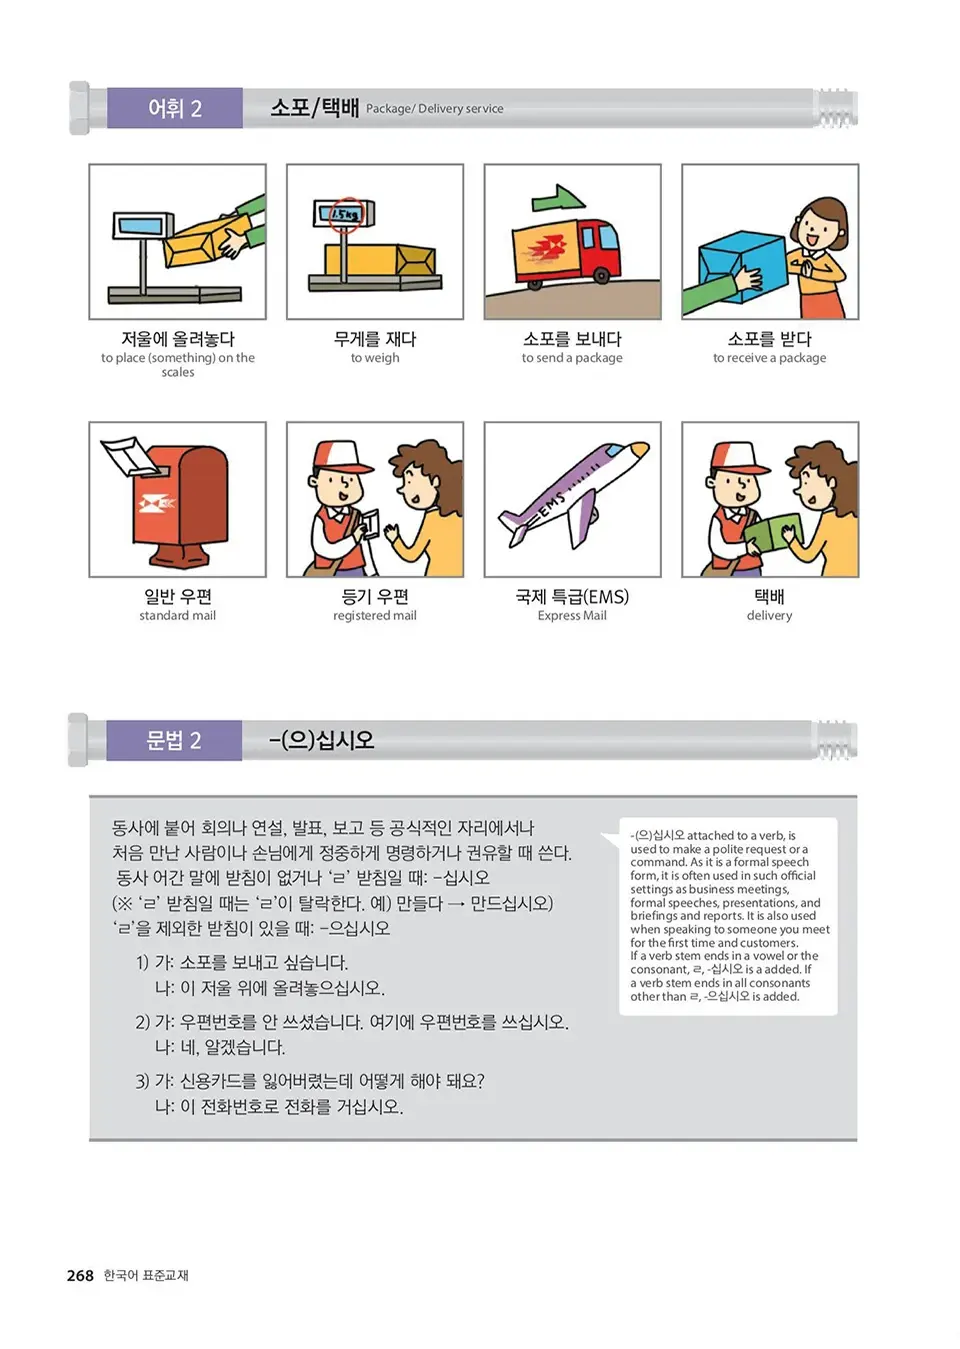 어휘 2
소포/택배 Package/ Delivery service
1.5kg
저울에 올려놓다
to place (something) on the
scales
무게를 재다
to weigh
소포를 보내다
to send a package
소포를 받다
to receive a package
EMS
일반 우편
standard mail
등기 우편
registered mail
국제 특급(EMS)
Express Mail
택배
delivery
문법 2
-(으)십시오
동사에 붙어 회의나 연설, 발표, 보고 등 공식적인 자리에서나
처음 만난 사람이나 손님에게 정중하게 명령하거나 권유할 때 쓴다.
동사 어간 말에 받침이 없거나 ‘ㄹ’ 받침일 때: -십시오
(※ ‘ㄹ’ 받침일 때는 ‘ㄹ’이 탈락한다. 예) 만들다 → 만드십시오)
‘ㄹ’을 제외한 받침이 있을 때: -으십시오
1) 가: 소포를 보내고 싶습니다.
나: 이 저울 위에 올려놓으십시오.
2) 가: 우편번호를 안 쓰셨습니다. 여기에 우편번호를 쓰십시오.
나: 네, 알겠습니다.
3) 가: 신용카드를 잃어버렸는데 어떻게 해야 돼요?
나: 이 전화번호로 전화를 거십시오.
-(으)십시오 attached to a verb, is
used to make a polite request or a
command. As it is a formal speech
form, it is often used in such official
settings as business meetings,
formal speeches, presentations, and
briefings and reports. It is also used
when speaking to someone you meet
for the first time and customers.
If a verb stem ends in a vowel or the
consonant, ㄹ, -십시오 is a added. If
a verb stem ends in all consonants
other than ㄹ, -으십시오 is added.
268 한국어 표준교재